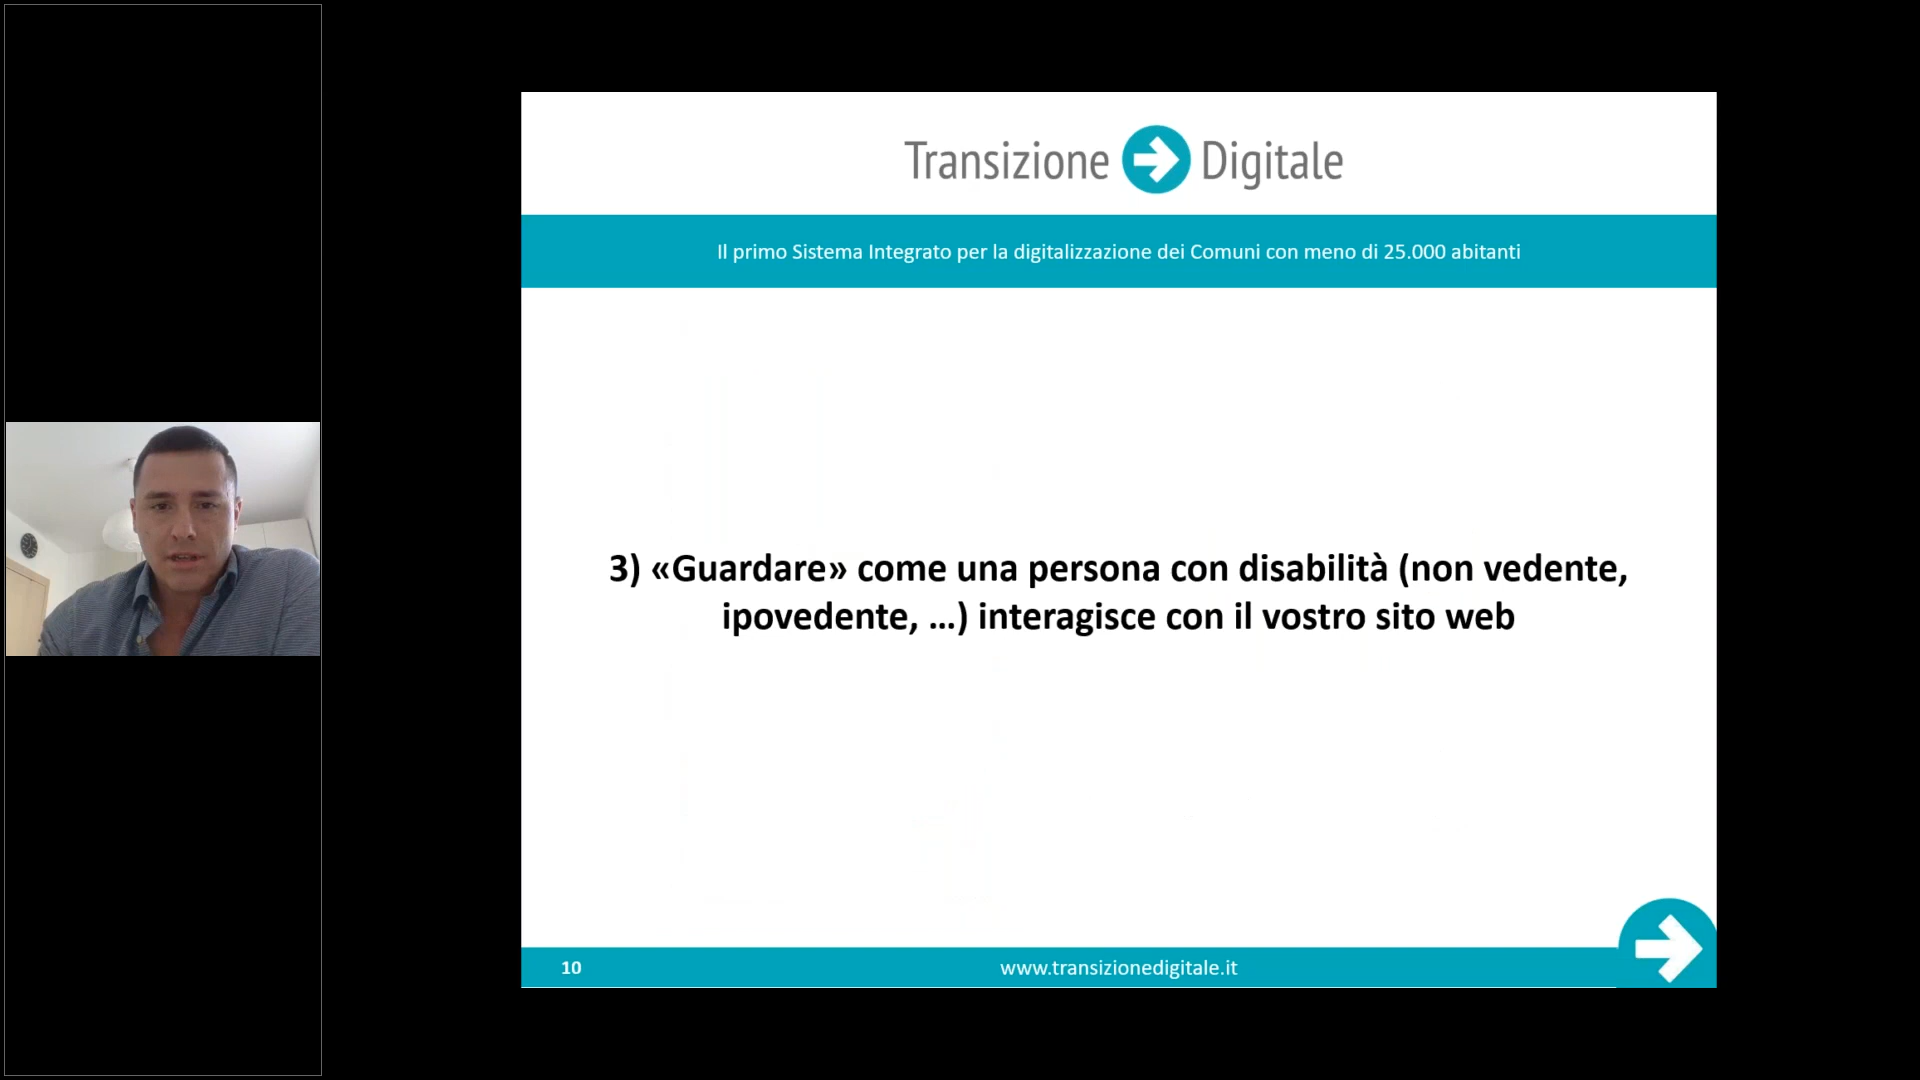 Transizione Digitale
Il primo Sistema Integrato per la digitalizzazione dei Comuni con meno di 25.000 abitanti
3) «Guardare» come una persona con disabilità (non vedente,
ipovedente, ...) interagisce con il vostro sito web
10
www.transizionedigitale.it